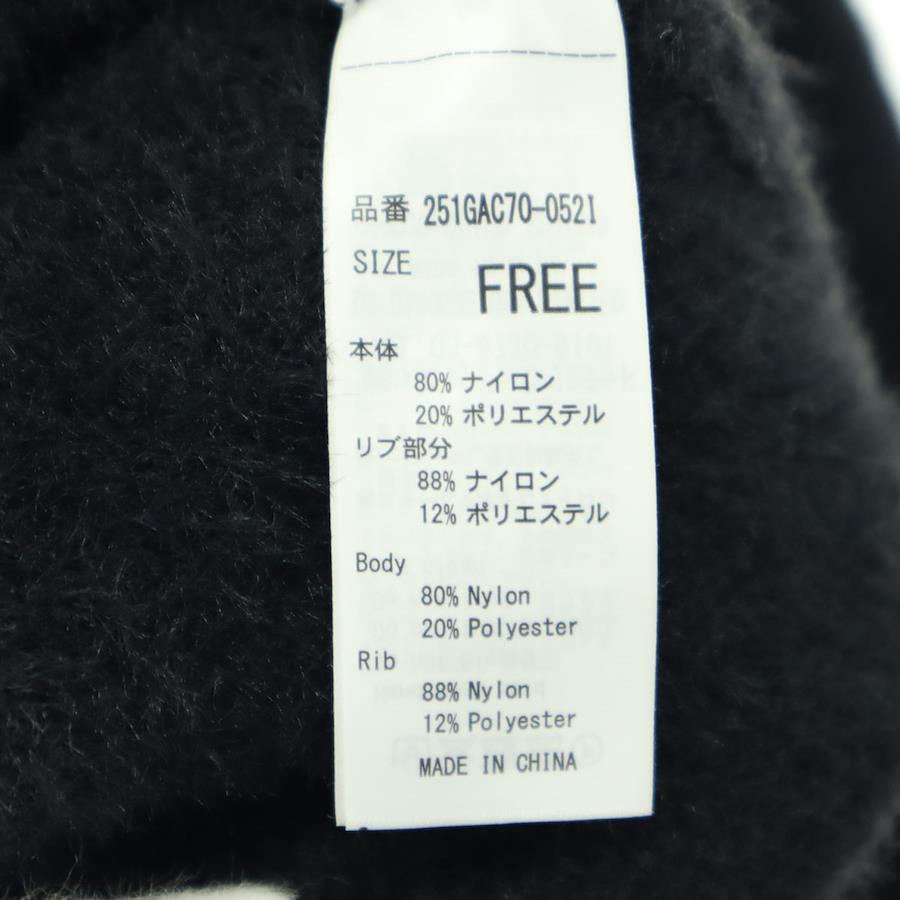 品番 251GAC70-052I
SIZE FREE
本体
80% ナイロン
20% ポリエステル
リブ部分
88% ナイロン
12% ポリエステル
Body
80% Nylon
20% Polyester
Rib
88% Nylon
12% Polyester
MADE IN CHINA